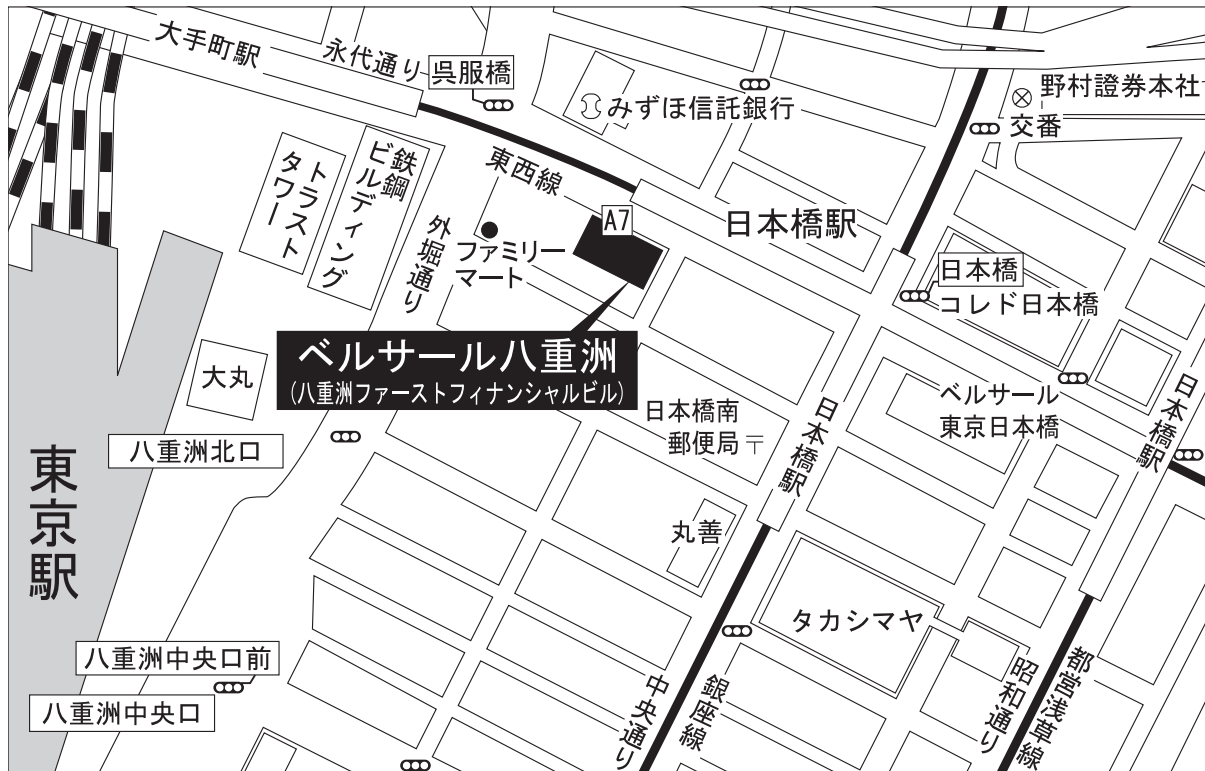 大手町駅
永代通り
呉服橋
みずほ信託銀行
野村證券本社
交番
トラスト
タワー
鉄鋼
ビルディング
外堀通り
東西線
ファミリー
マート
A7
日本橋駅
日本橋
コレド日本橋
ベルサール八重洲
(八重洲ファーストフィナンシャルビル)
大丸
八重洲北口
東京駅
日本橋南
郵便局〒
日本橋駅
ベルサール
東京日本橋
日本橋駅
丸善
タカシマヤ
八重洲中央口前
八重洲中央口
中央通り
銀座線
昭和通り
都営浅草線